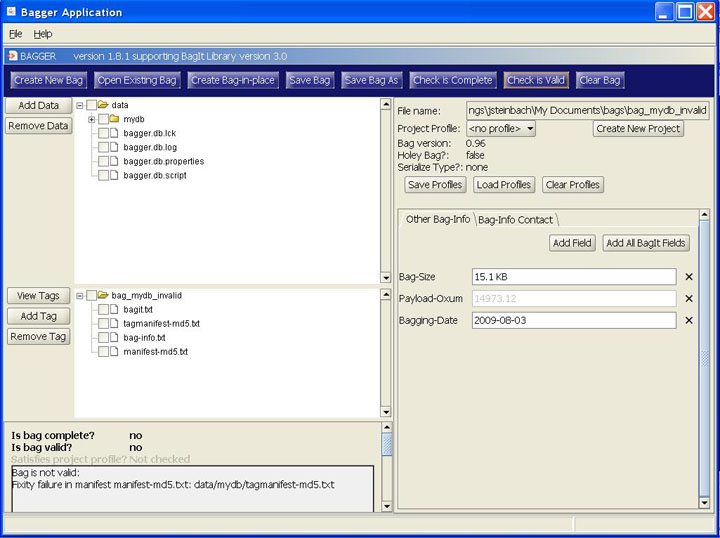 Bagger Application
File Help
BAGGER version 1.8.1 supporting BagIt Library version 3.0
Create New Bag Open Existing Bag Create Bag-in-place Save Bag Save Bag As Check is Complete Check is Valid Clear Bag
Add Data
Remove Data
data
mydb
bagger.db.lck
bagger.db.log
bagger.db.properties
bagger.db.script
View Tags
Add Tag
Remove Tag
bag_mydb_invalid
bagit.txt
tagmanifest-md5.txt
bag-info.txt
manifest-md5.txt
Is bag complete? no
Is bag valid? no
Satisfies project profile? Not checked
Bag is not valid:
Fixity failure in manifest manifest-md5.txt: data/mydb/tagmanifest-md5.txt
File name: ngs\jsteinbach\My Documents\bags\bag_mydb_invalid
Project Profile: <no profile> Create New Project
Bag version: 0.96
Holey Bag?: false
Serialize Type?: none
Save Profiles Load Profiles Clear Profiles
Other Bag-Info Bag-Info Contact
Add Field Add All BagIt Fields
Bag-Size 15.1 KB
Payload-Oxum 14973.12
Bagging-Date 2009-08-03